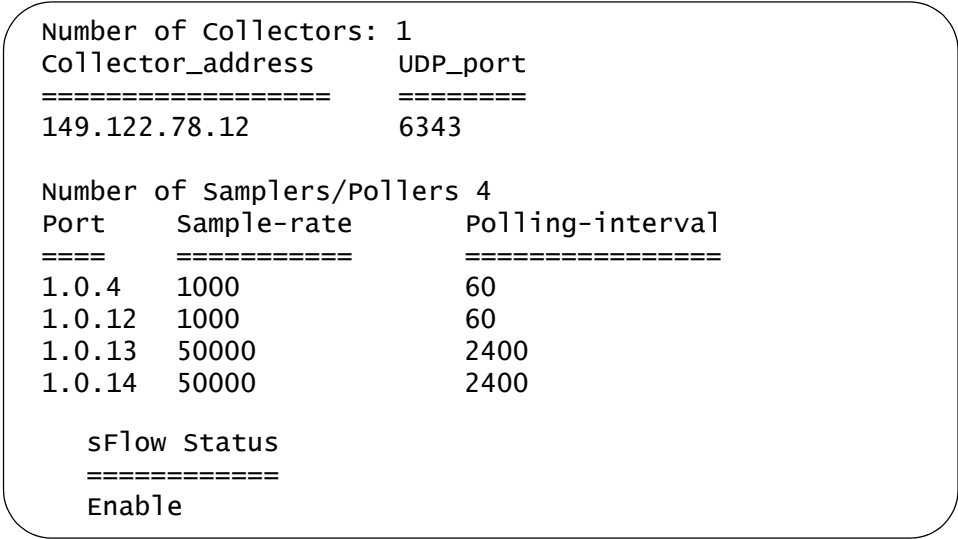 Number of Collectors: 1
Collector_address     UDP_port
==================    ========
149.122.78.12         6343

Number of Samplers/Pollers 4
Port    Sample-rate       Polling-interval
====    ===========       ================
1.0.4   1000              60
1.0.12  1000              60
1.0.13  50000             2400
1.0.14  50000             2400

   sFlow Status
   ============
   Enable